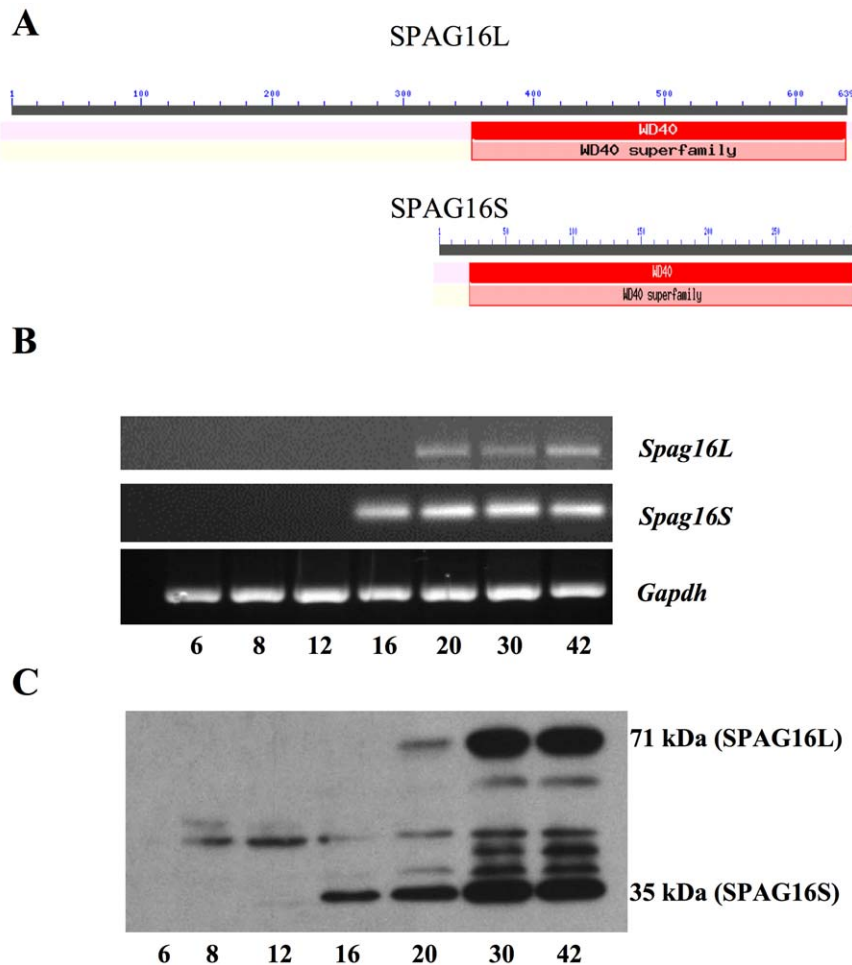 A
SPAG16L
1 100 200 300 400 500 600 639
WD40
WD40 superfamily
SPAG16S
1 50 100 150 200 250
WD40
WD40 superfamily
B
Spag16L
Spag16S
Gapdh
6 8 12 16 20 30 42
C
71 kDa (SPAG16L)
35 kDa (SPAG16S)
6 8 12 16 20 30 42